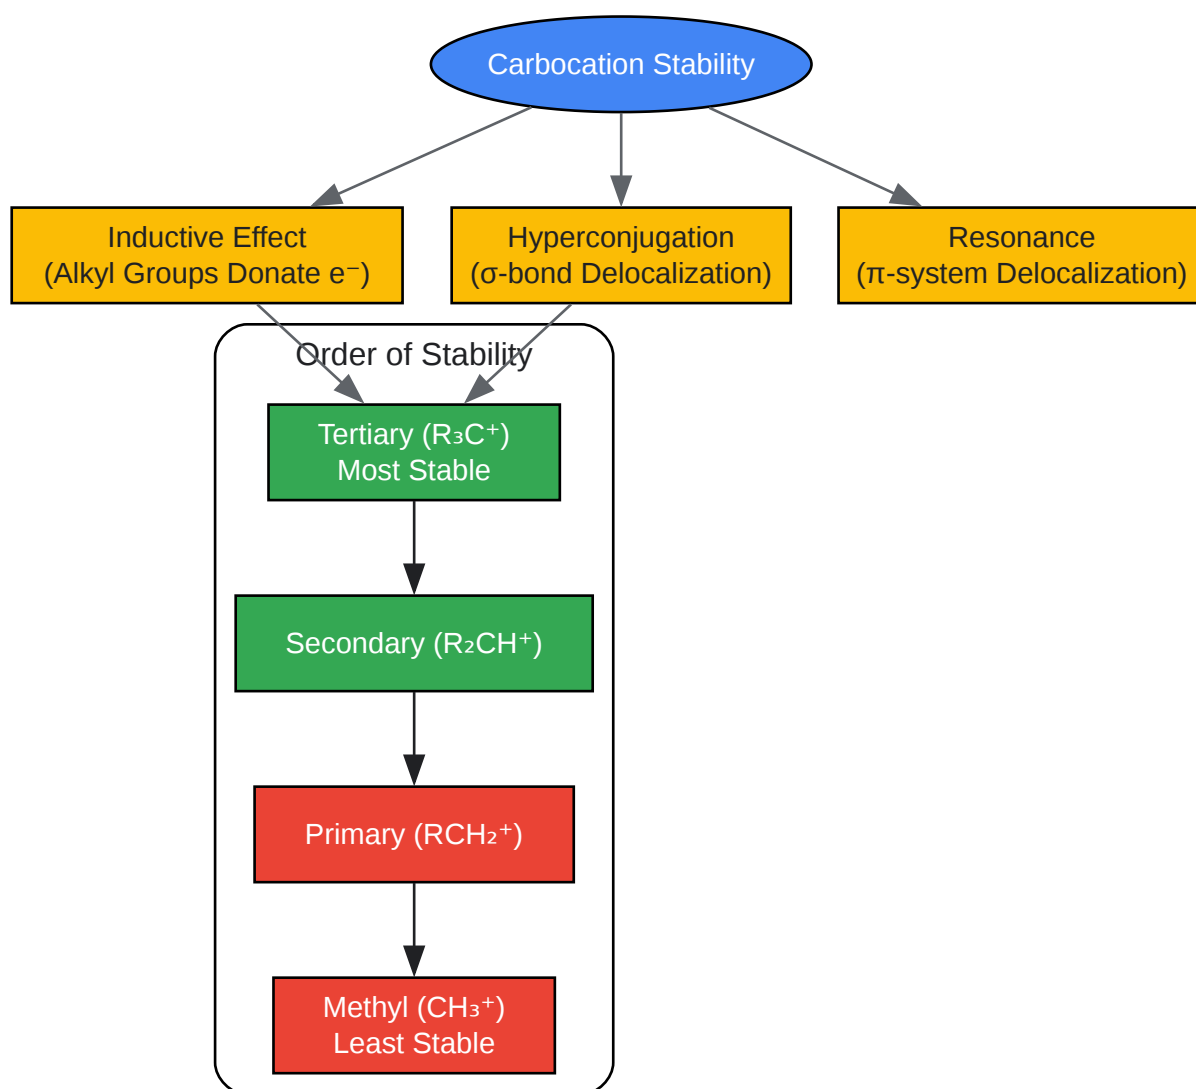 Carbocation Stability
Inductive Effect
(Alkyl Groups Donate e⁻)
Hyperconjugation
(σ-bond Delocalization)
Resonance
(π-system Delocalization)
Order of Stability
Tertiary (R₃C⁺)
Most Stable
Secondary (R₂CH⁺)
Primary (RCH₂⁺)
Methyl (CH₃⁺)
Least Stable